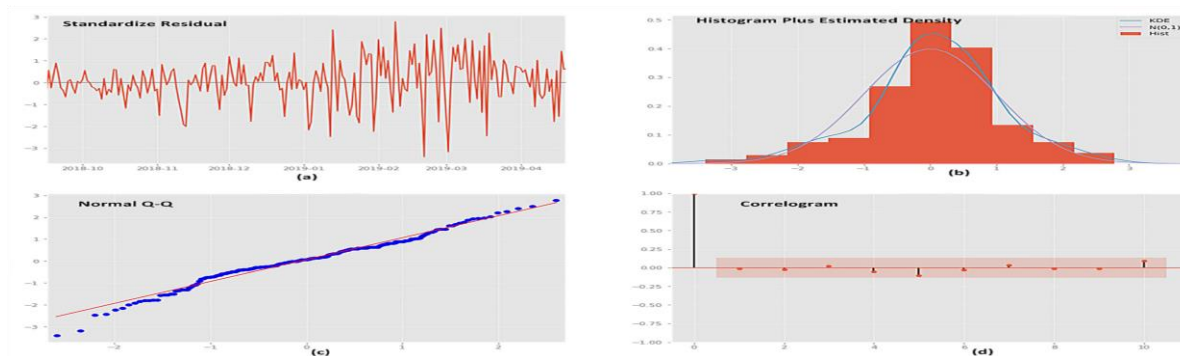 Standardize Residual
3
2
1
0
-1
-2
-3
2018-10 2018-11 2018-12 2019-01 2019-02 2019-03 2019-04
(a)
Histogram Plus Estimated Density
KDE
N(0,1)
Hist
0.5
0.4
0.3
0.2
0.1
0.0
-3 -2 -1 0 1 2 3
(b)
Normal Q-Q
3
2
1
0
-1
-2
-3
-2 -1 0 1 2
(c)
Correlogram
1.00
0.75
0.50
0.25
0.00
-0.25
-0.50
-0.75
-1.00
0 2 4 6 8 10
(d)